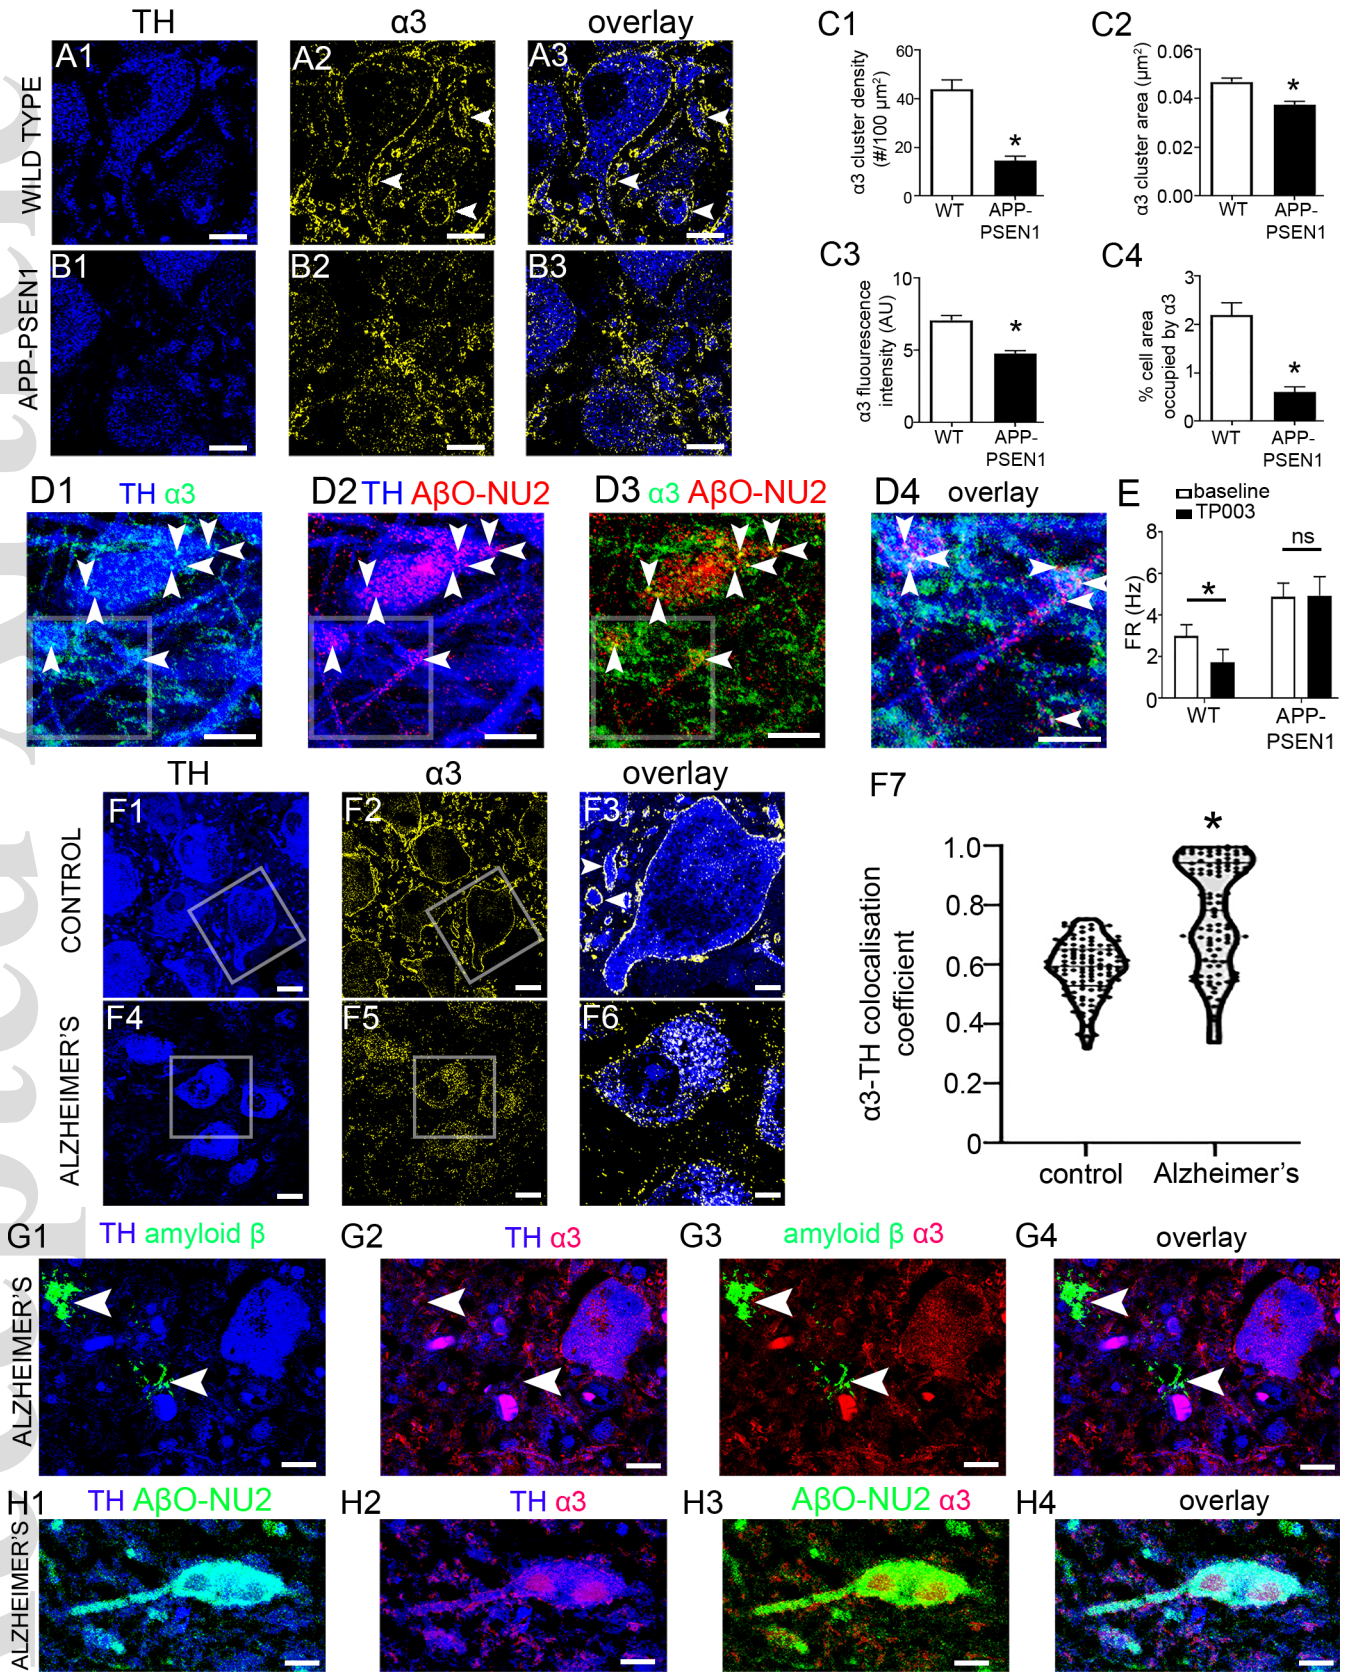 TH α3 overlay
WILD TYPE
A1 A2 A3
APP-PSEN1
B1 B2 B3
C1
α3 cluster density
(#/100 µm²)
60
40
20
0
*
WT APP-
PSEN1
C2
α3 cluster area (µm²)
0.06
0.04
0.02
0.00
*
WT APP-
PSEN1
C3
α3 fluourescence
intensity (AU)
10
5
0
*
WT APP-
PSEN1
C4
% cell area
occupied by α3
3
2
1
0
*
WT APP-
PSEN1
D1 TH α3
D2 TH AβO-NU2
D3 α3 AβO-NU2
D4 overlay
E
baseline
TP003
FR (Hz)
8
6
4
2
0
*
ns
WT APP-
PSEN1
TH α3 overlay
CONTROL
F1 F2 F3
ALZHEIMER'S
F4 F5 F6
F7
α3-TH colocalisation
coefficient
1.0
0.8
0.6
0.4
0.2
0
*
control Alzheimer's
G1 TH amyloid β
G2 TH α3
G3 amyloid β α3
G4 overlay
ALZHEIMER'S
H1 TH AβO-NU2
H2 TH α3
H3 AβO-NU2 α3
H4 overlay
ALZHEIMER'S